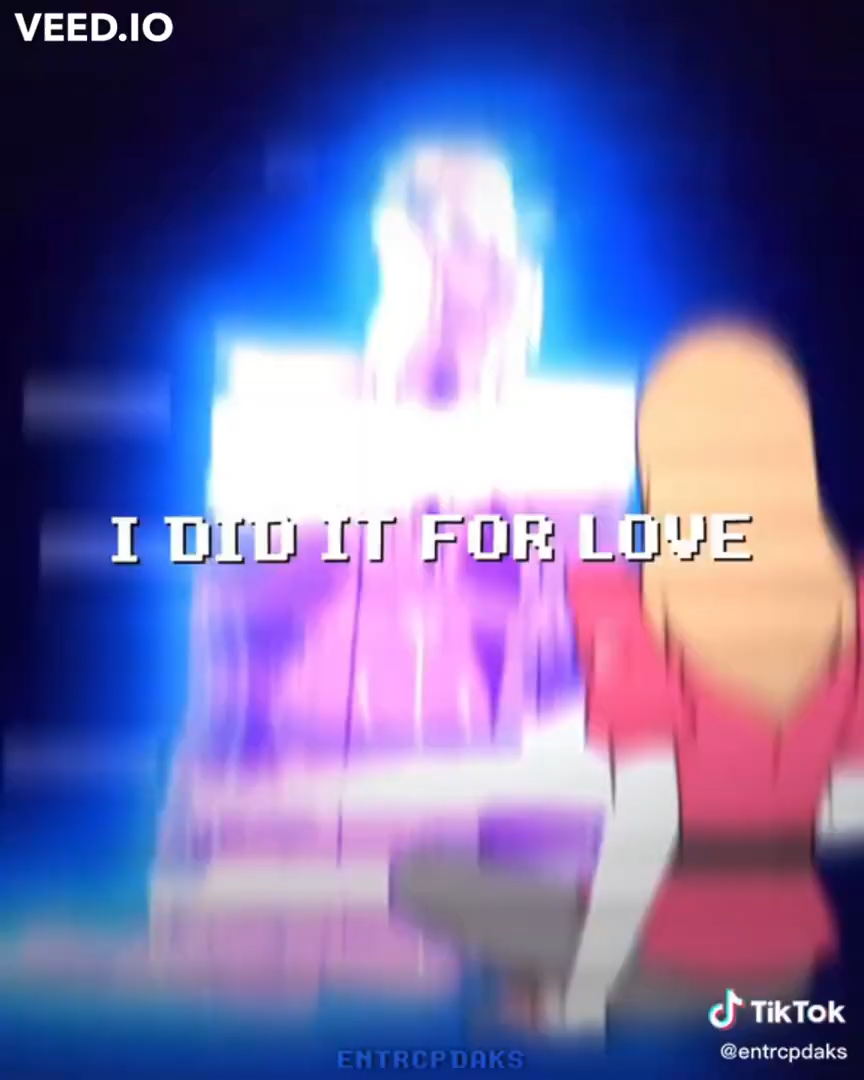 VEED.IO
I DID IT FOR LOVE
TikTok
@entrcpdaks
ENTRCPDAKS